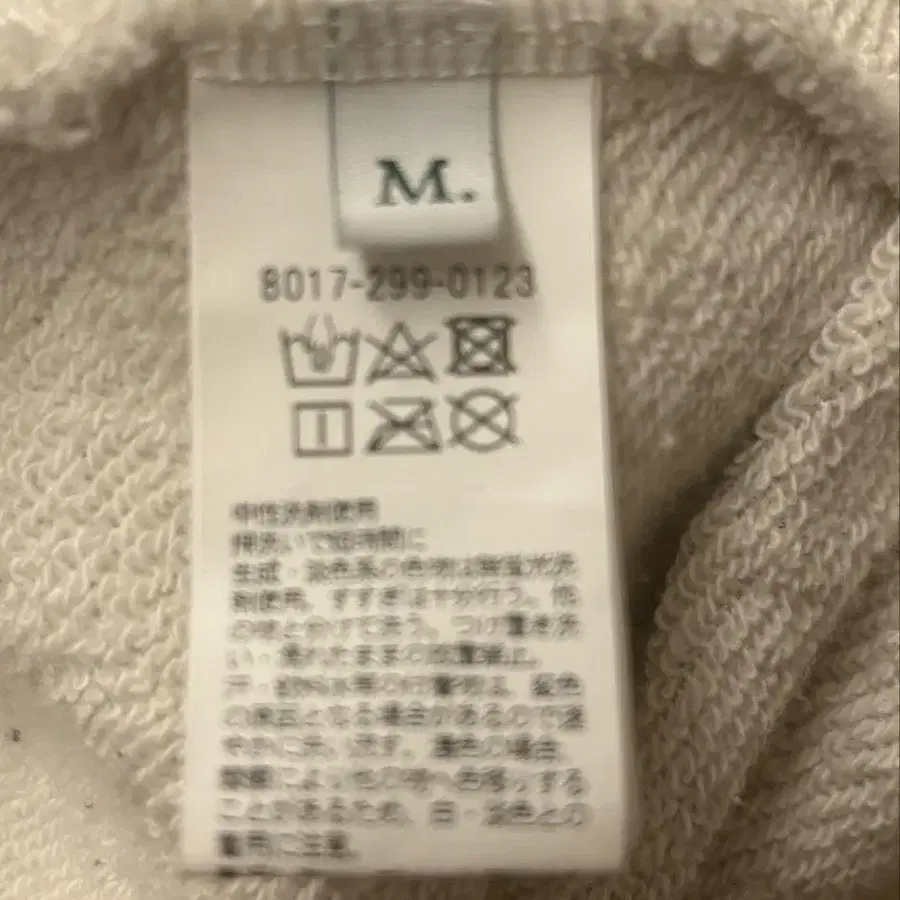 M.
8017-299-0123
中性洗剤使用
押洗いで短時間に
生成・淡色系の色物は無蛍光洗
剤使用。すすぎは十分行う。他
の物と分けて洗う。つけ置き洗
い・濡れたままの放置禁止。
汗・飲料水等の付着物は、変色
の原因となる場合があるので速
やかに洗い流す。濃色の場合、
摩擦により他の物へ色移りする
ことがあるため、白・淡色との
着用に注意。